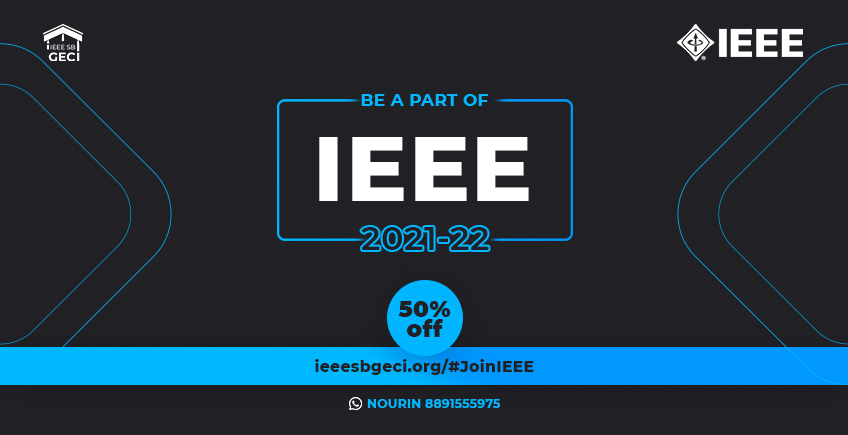 IEEE SB
GECI
IEEE
BE A PART OF
IEEE
2021-22
50%
off
ieeesbgeci.org/#JoinIEEE
NOURIN 8891555975